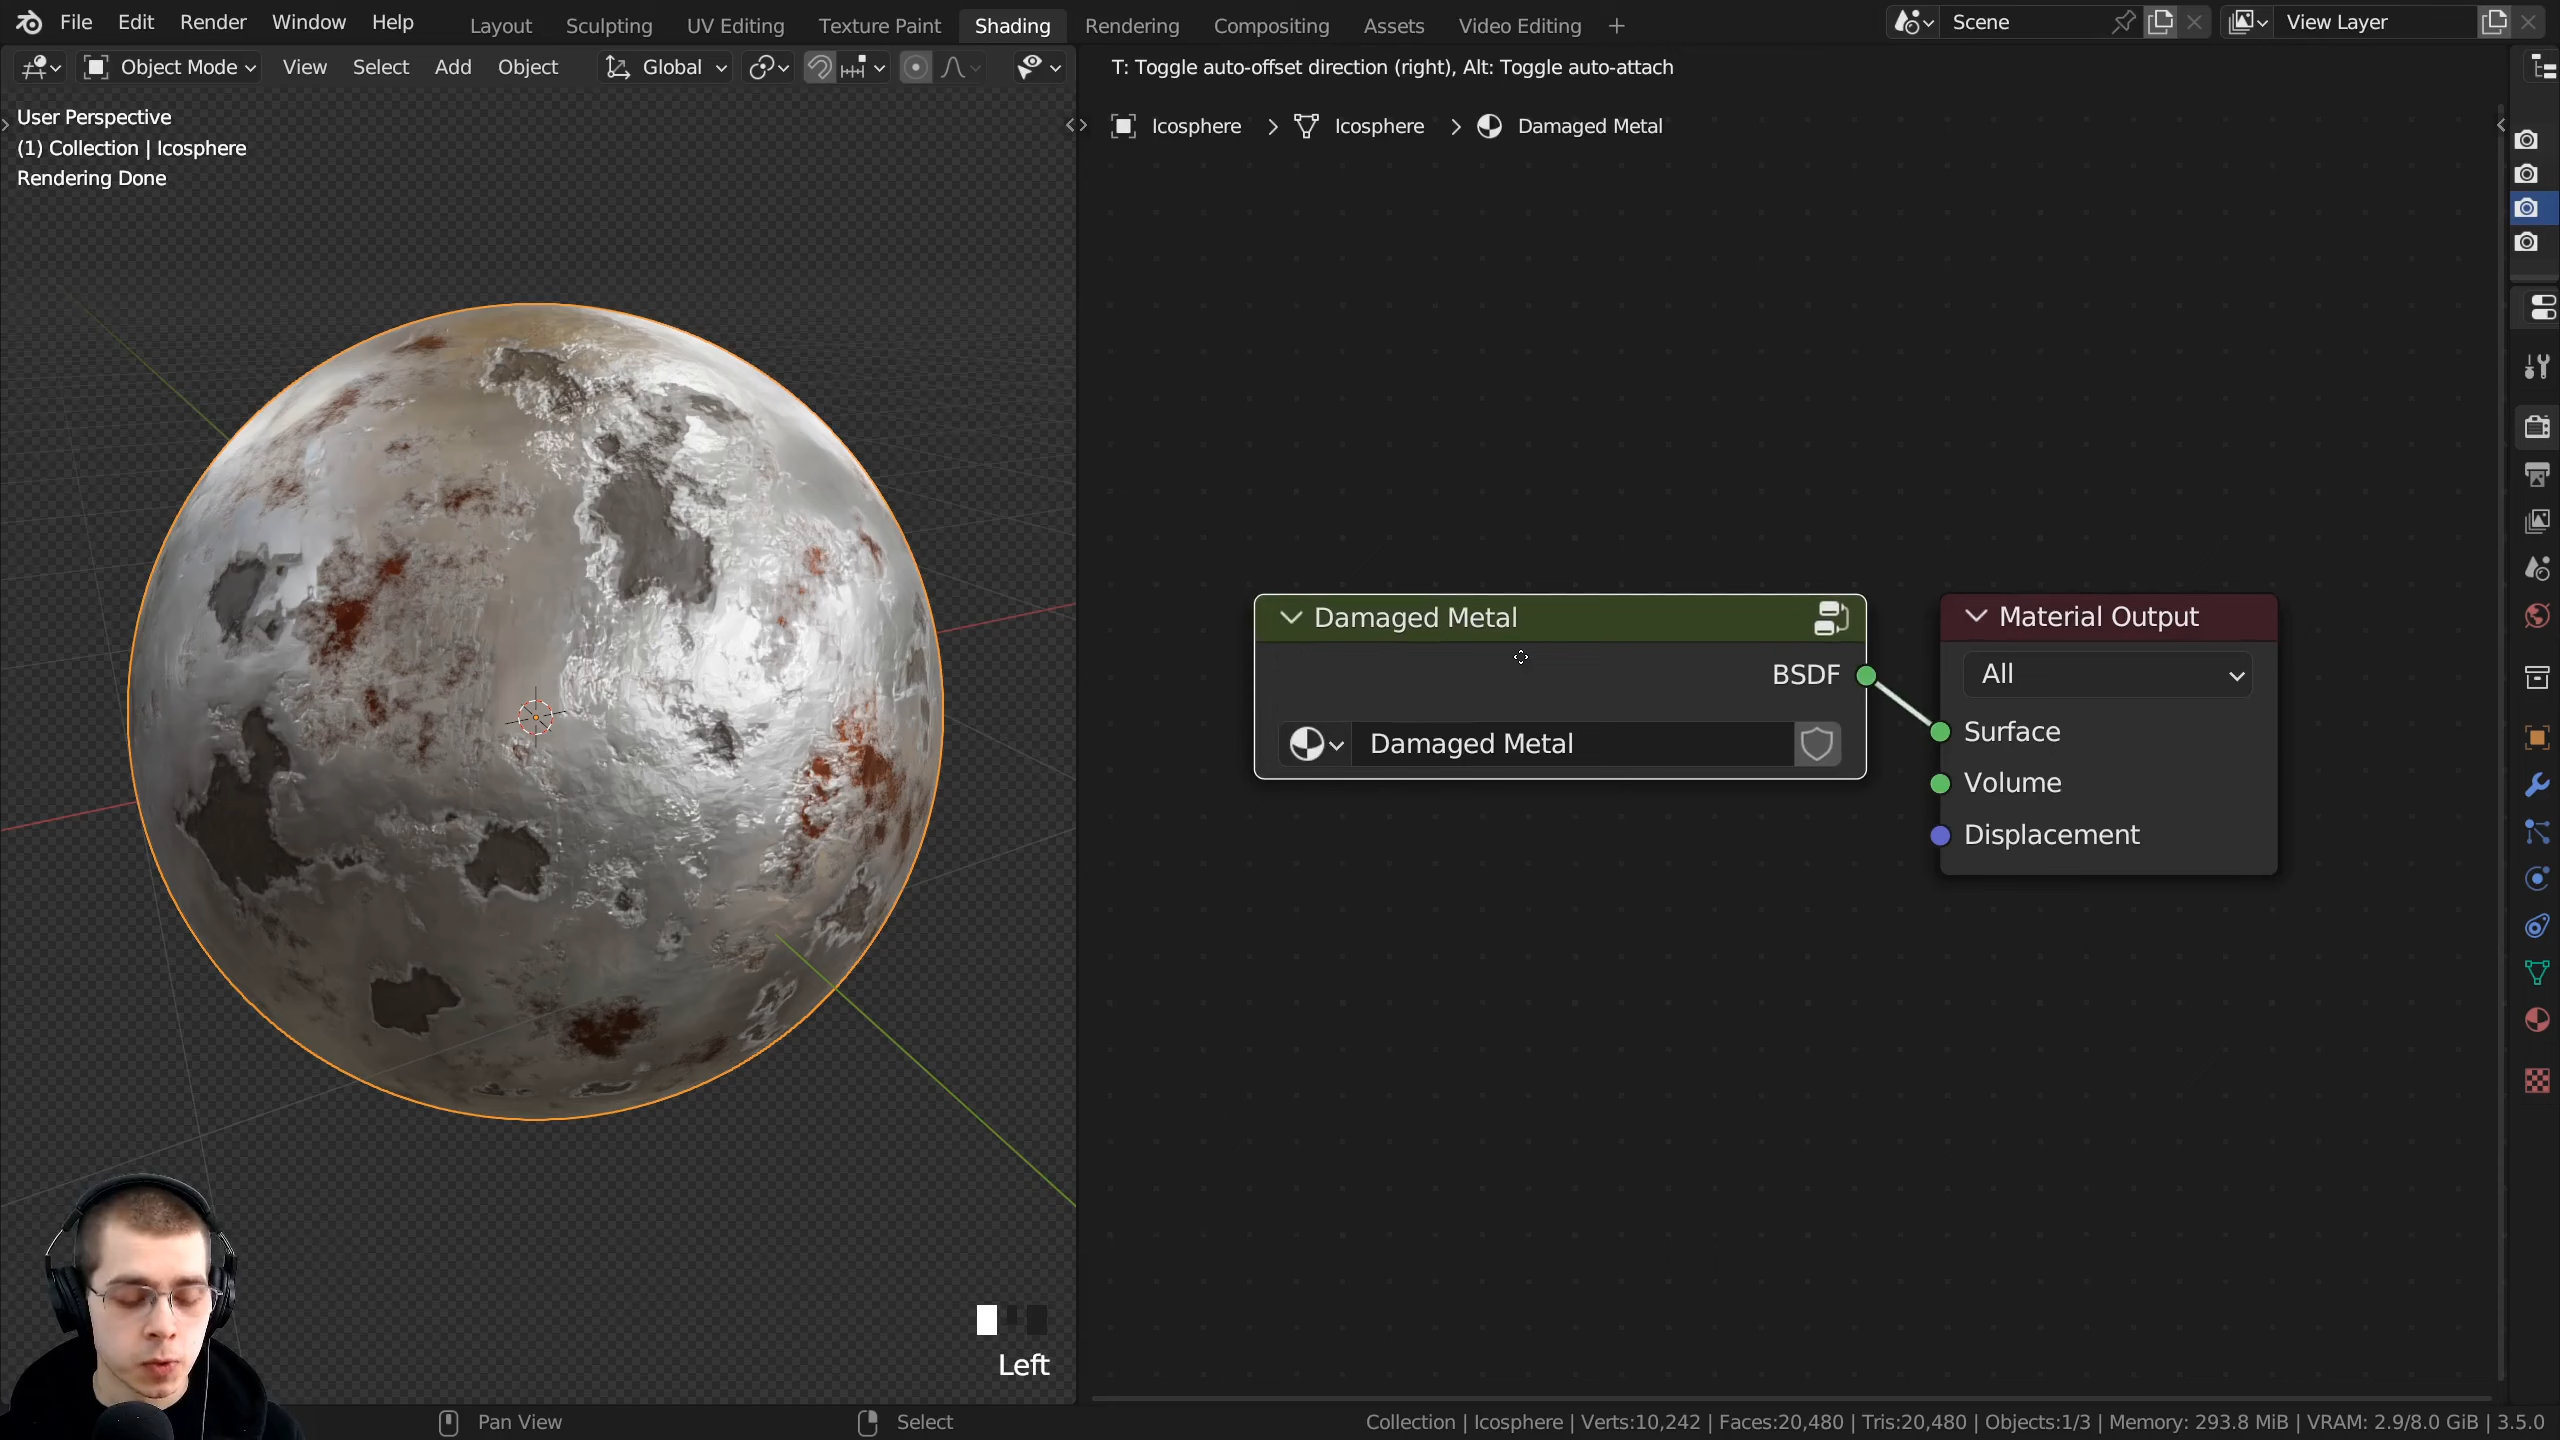 File Edit Render Window Help Layout Sculpting UV Editing Texture Paint Shading Rendering Compositing Assets Video Editing + Scene View Layer
Object Mode View Select Add Object Global
T: Toggle auto-offset direction (right), Alt: Toggle auto-attach
User Perspective
(1) Collection | Icosphere
Rendering Done
Icosphere > Icosphere > Damaged Metal
Damaged Metal
BSDF
Damaged Metal
Material Output
All
Surface
Volume
Displacement
Left
Pan View Select Collection | Icosphere | Verts:10,242 | Faces:20,480 | Tris:20,480 | Objects:1/3 | Memory: 293.8 MiB | VRAM: 2.9/8.0 GiB | 3.5.0